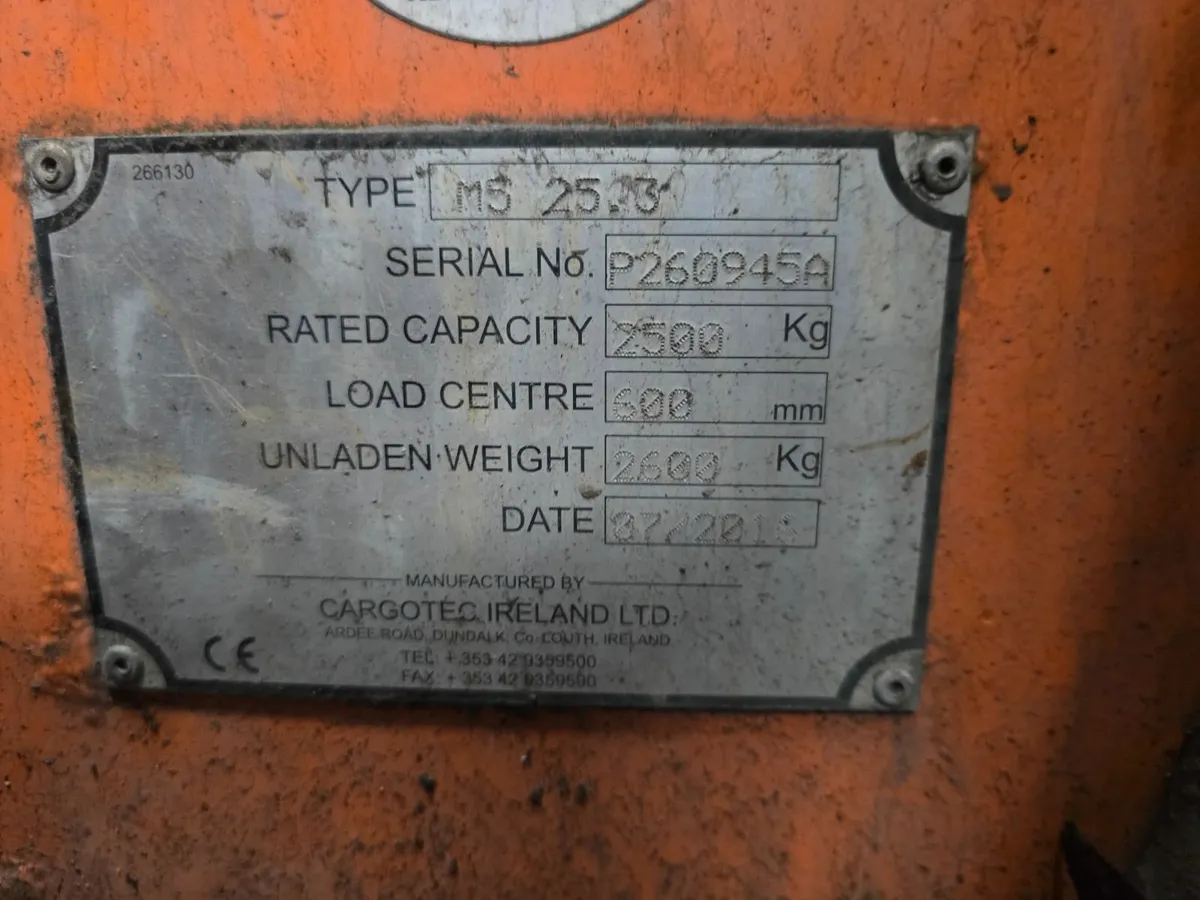 266130
TYPE M5 25.3
SERIAL No. P260945A
RATED CAPACITY 2500 Kg
LOAD CENTRE 600 mm
UNLADEN WEIGHT 2600 Kg
DATE
MANUFACTURED BY
CARGOTEC IRELAND LTD.
ARDEE ROAD, DUNDALK, Co LOUTH, IRELAND
TEL: + 353 42 9359500
FAX: + 353 42 9359590
CE